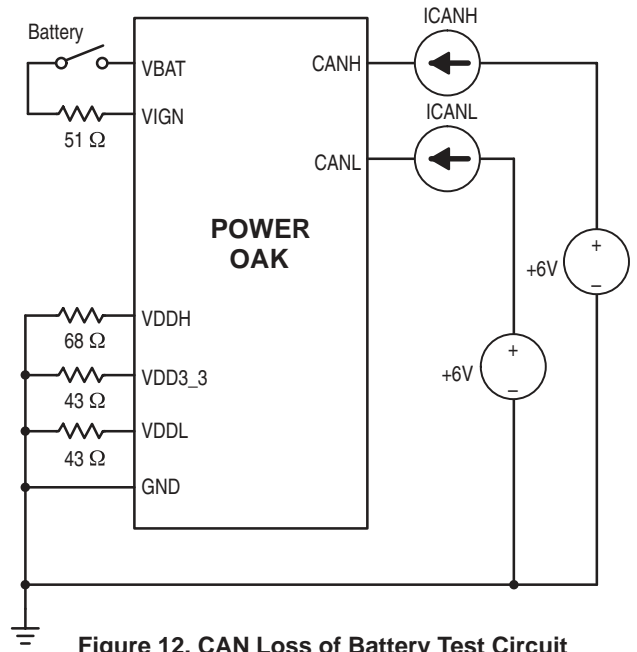 ICANH
Battery
VBAT
CANH
VIGN
51 Ω
ICANL
CANL
POWER
OAK
+6V
+
–
VDDH
68 Ω
+6V
+
–
VDD3_3
43 Ω
VDDL
43 Ω
GND
Figure 12. CAN Loss of Battery Test Circuit